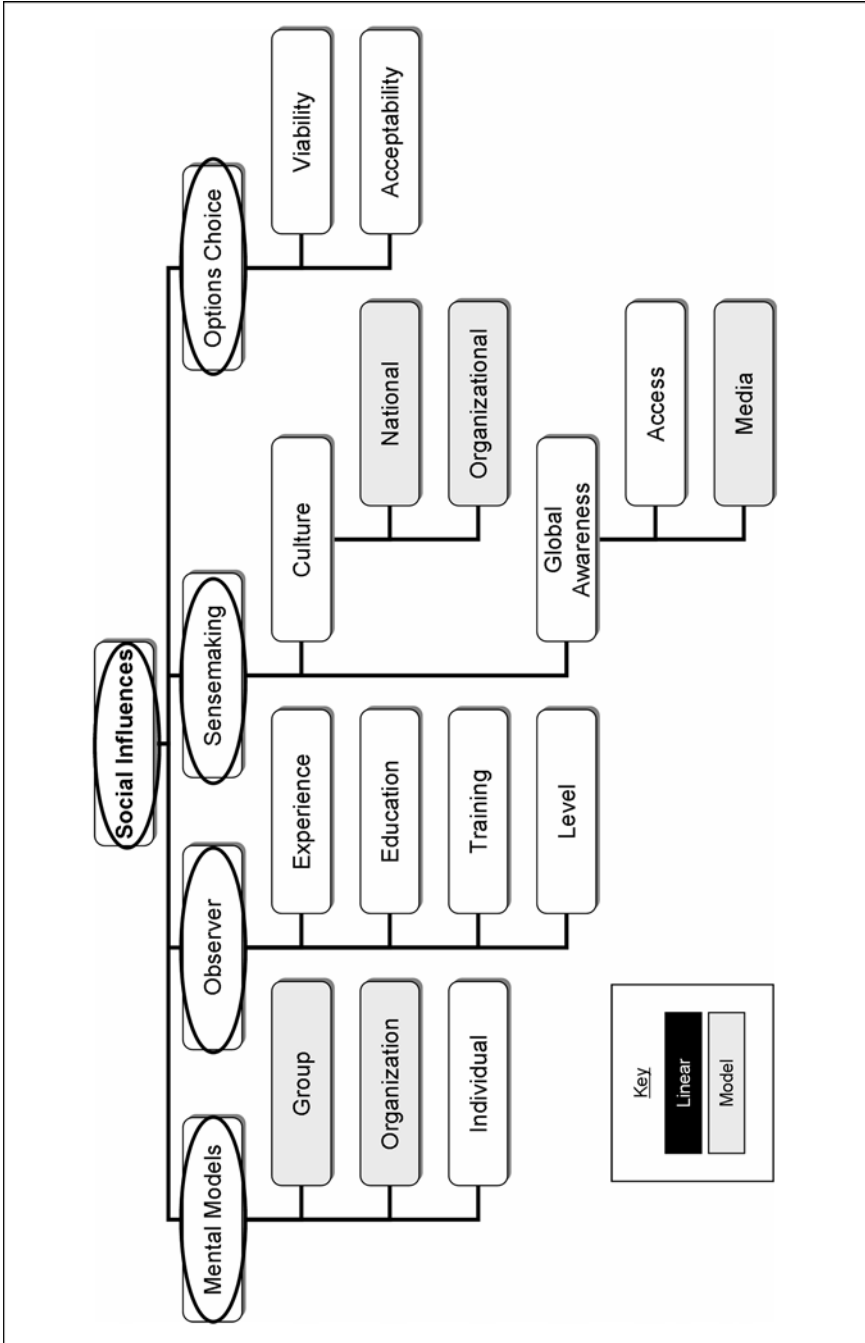 Social Influences
Mental Models
Group
Organization
Individual
Observer
Experience
Education
Training
Level
Sensemaking
Culture
National
Organizational
Global
Awareness
Access
Media
Options Choice
Viability
Acceptability
Key
Linear
Model